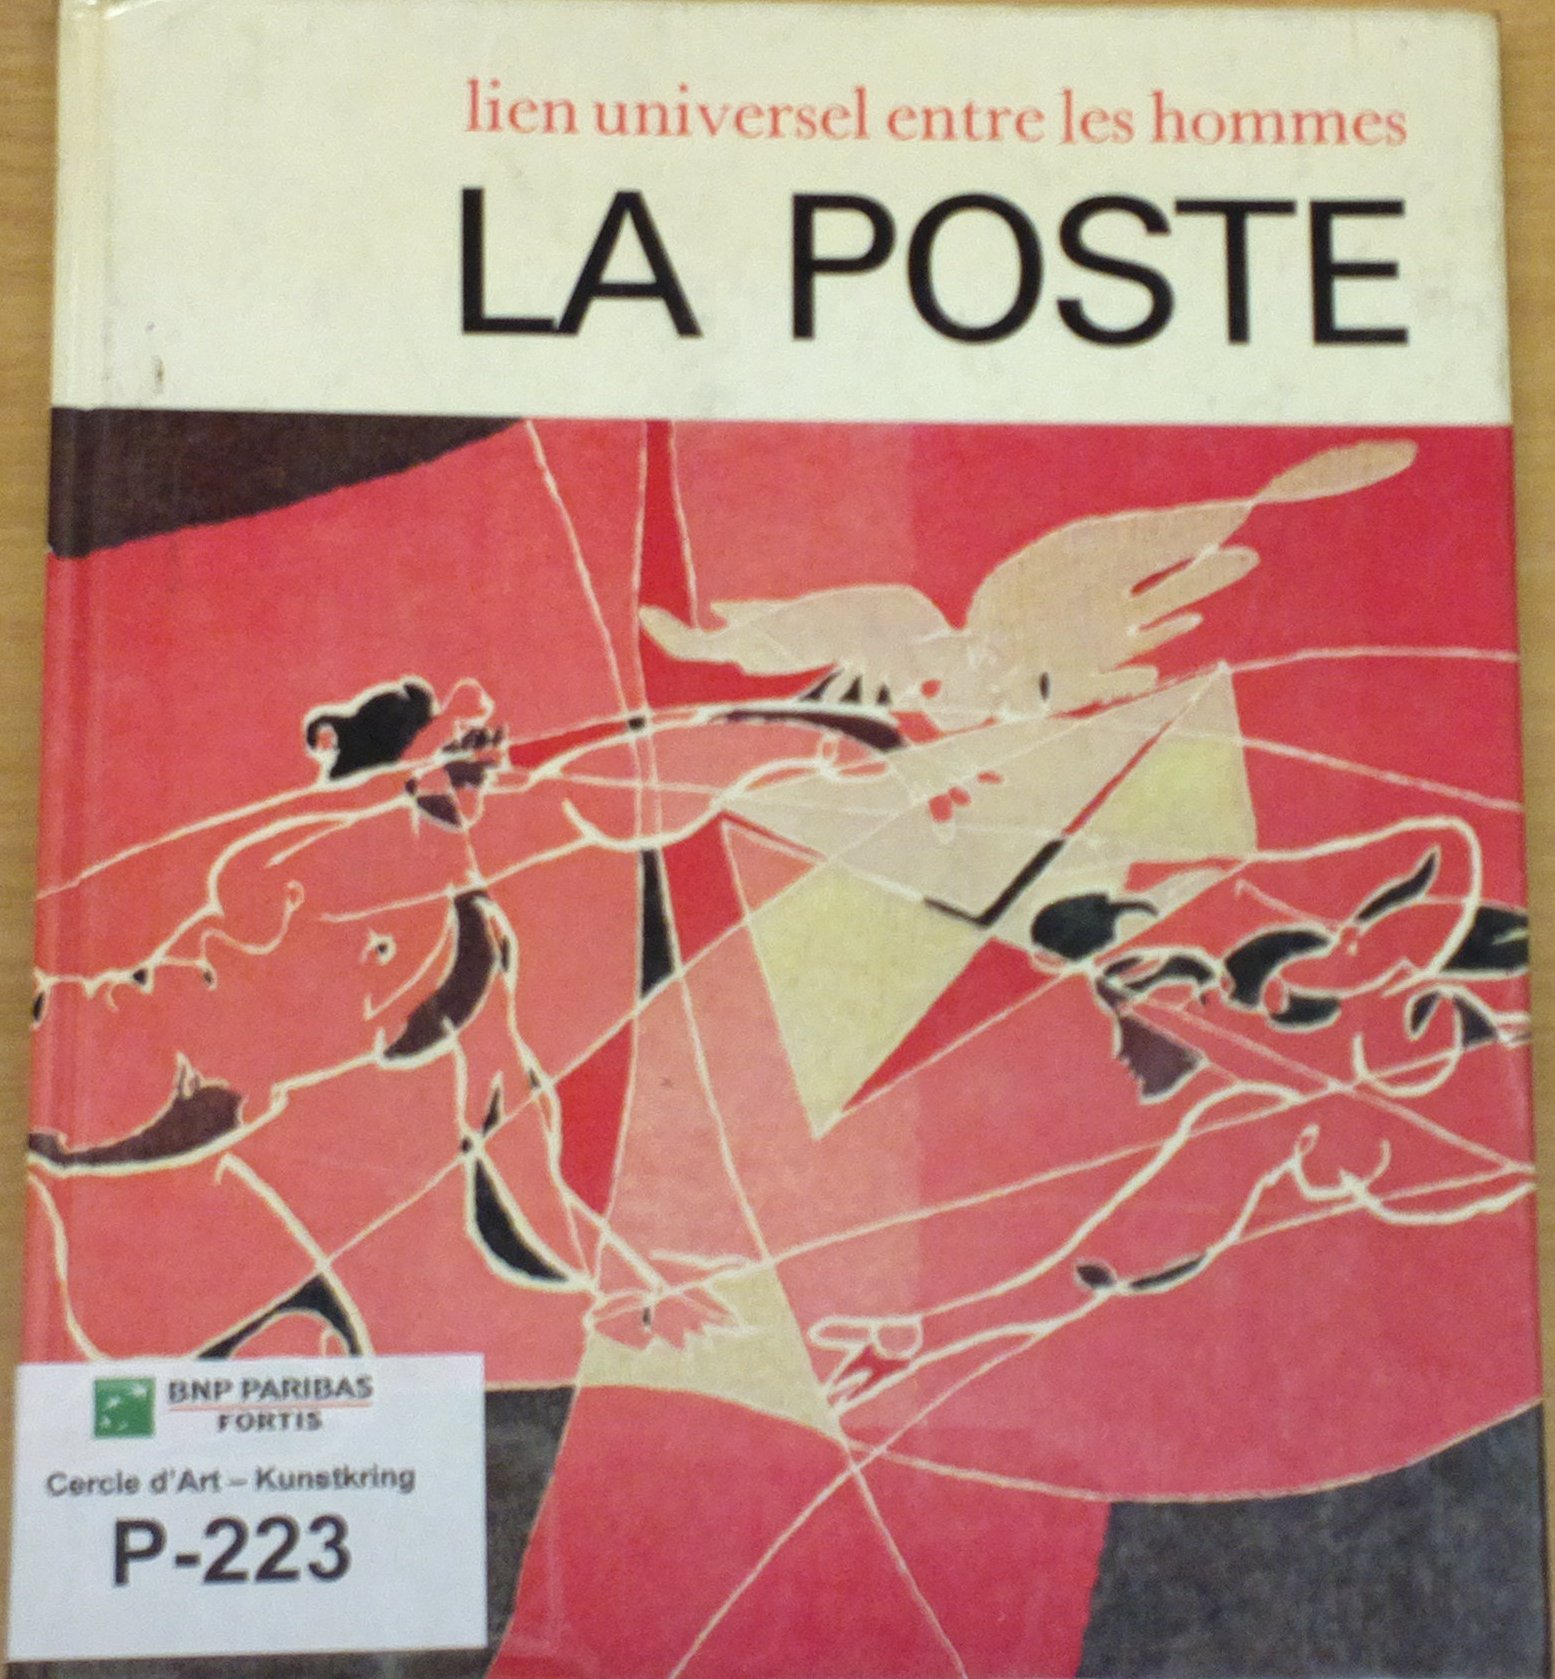 lien universel entre les hommes
LA POSTE
BNP PARIBAS
FORTIS
Cercle d'Art – Kunstkring
P-223